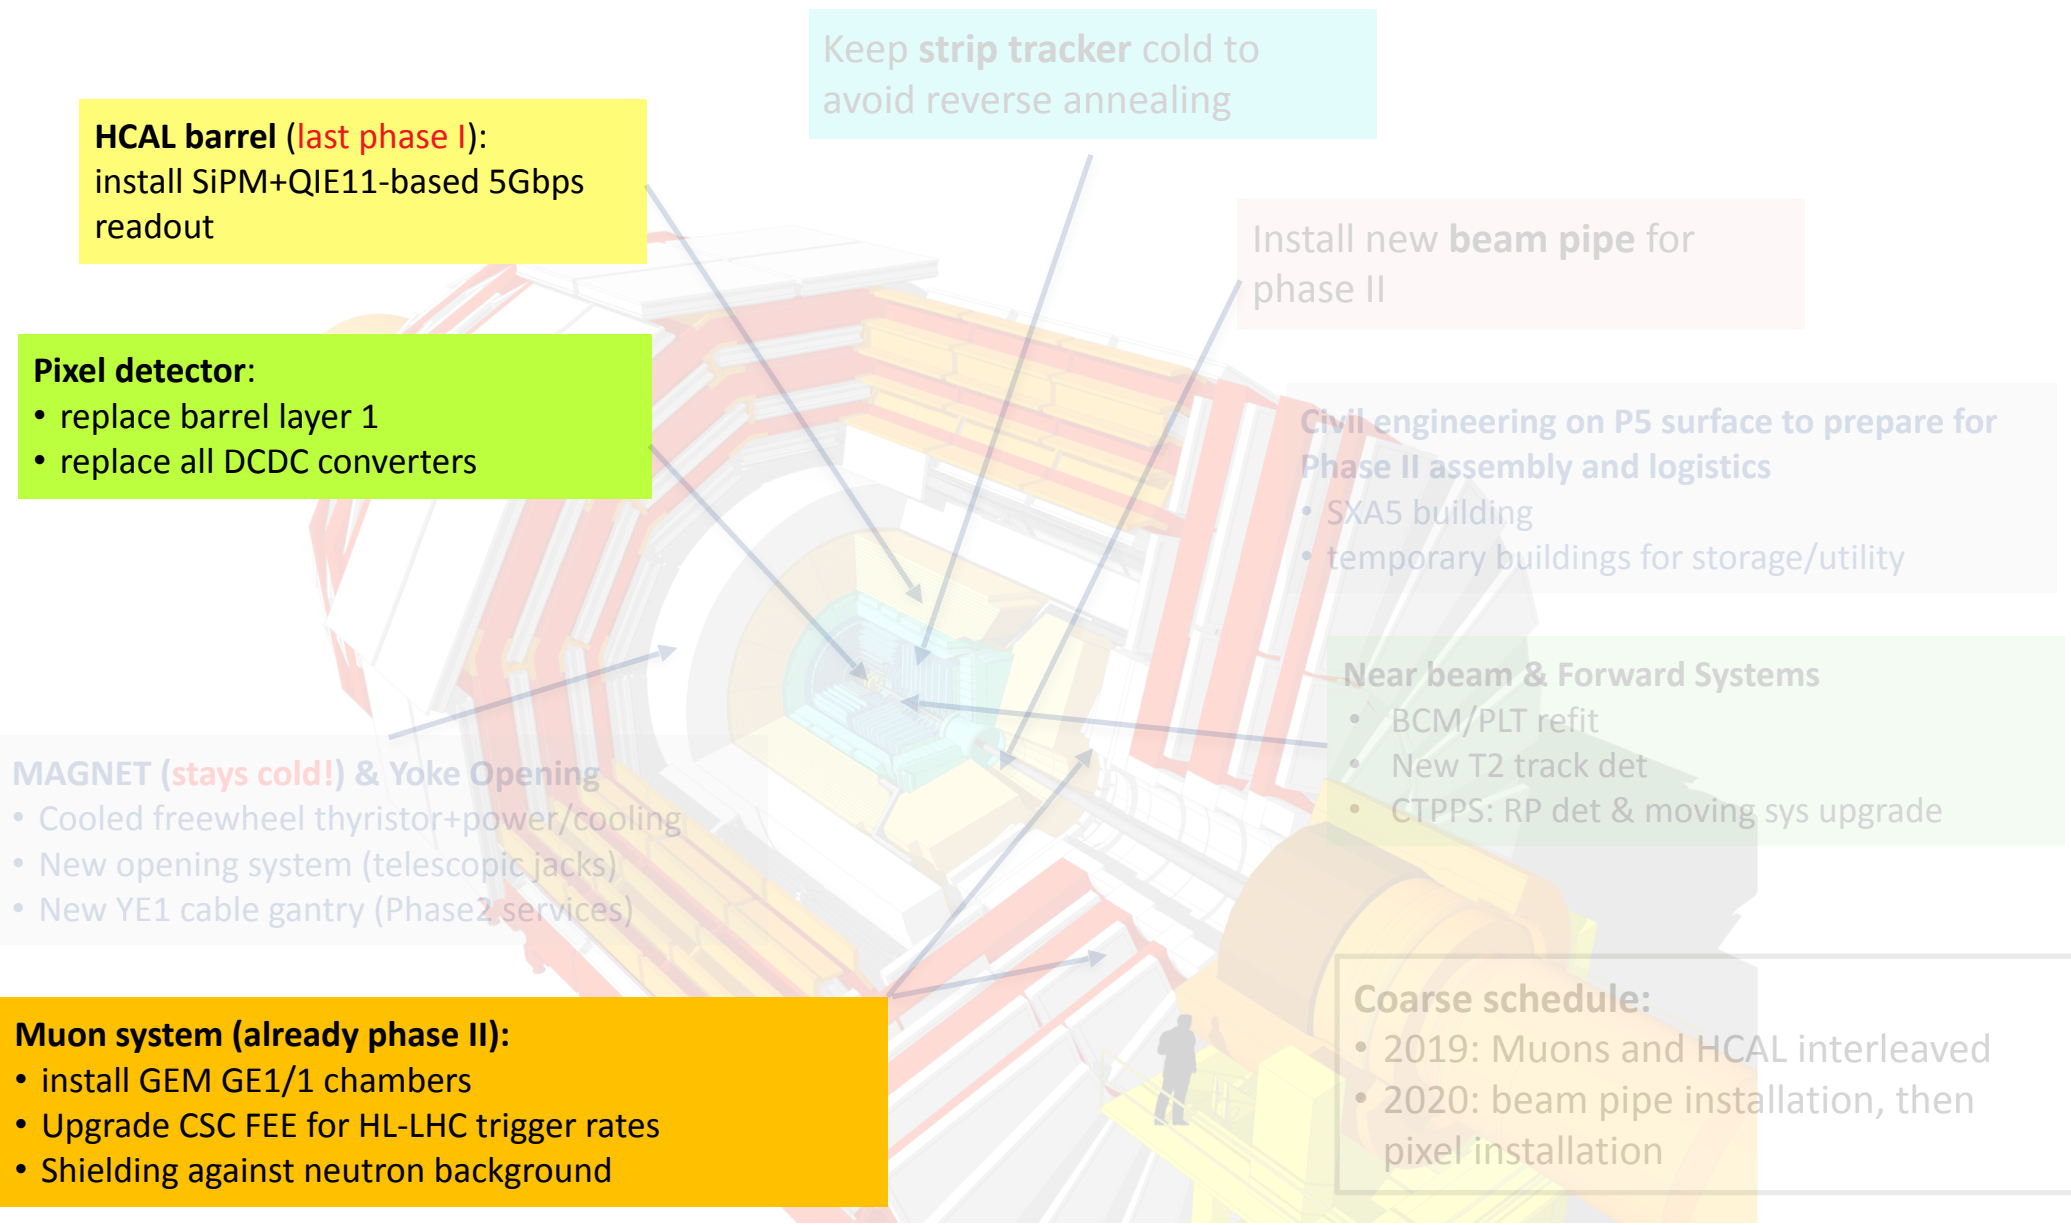 Keep strip tracker cold to
avoid reverse annealing
HCAL barrel (last phase I):
install SiPM+QIE11-based 5Gbps
readout
Install new beam pipe for
phase II
Pixel detector:
• replace barrel layer 1
• replace all DCDC converters
Civil engineering on P5 surface to prepare for
Phase II assembly and logistics
• SXA5 building
• temporary buildings for storage/utility
Near beam & Forward Systems
• BCM/PLT refit
• New T2 track det
• CTPPS: RP det & moving sys upgrade
MAGNET (stays cold!) & Yoke Opening
• Cooled freewheel thyristor+power/cooling
• New opening system (telescopic jacks)
• New YE1 cable gantry (Phase2 services)
Muon system (already phase II):
• install GEM GE1/1 chambers
• Upgrade CSC FEE for HL-LHC trigger rates
• Shielding against neutron background
Coarse schedule:
• 2019: Muons and HCAL interleaved
• 2020: beam pipe installation, then
pixel installation